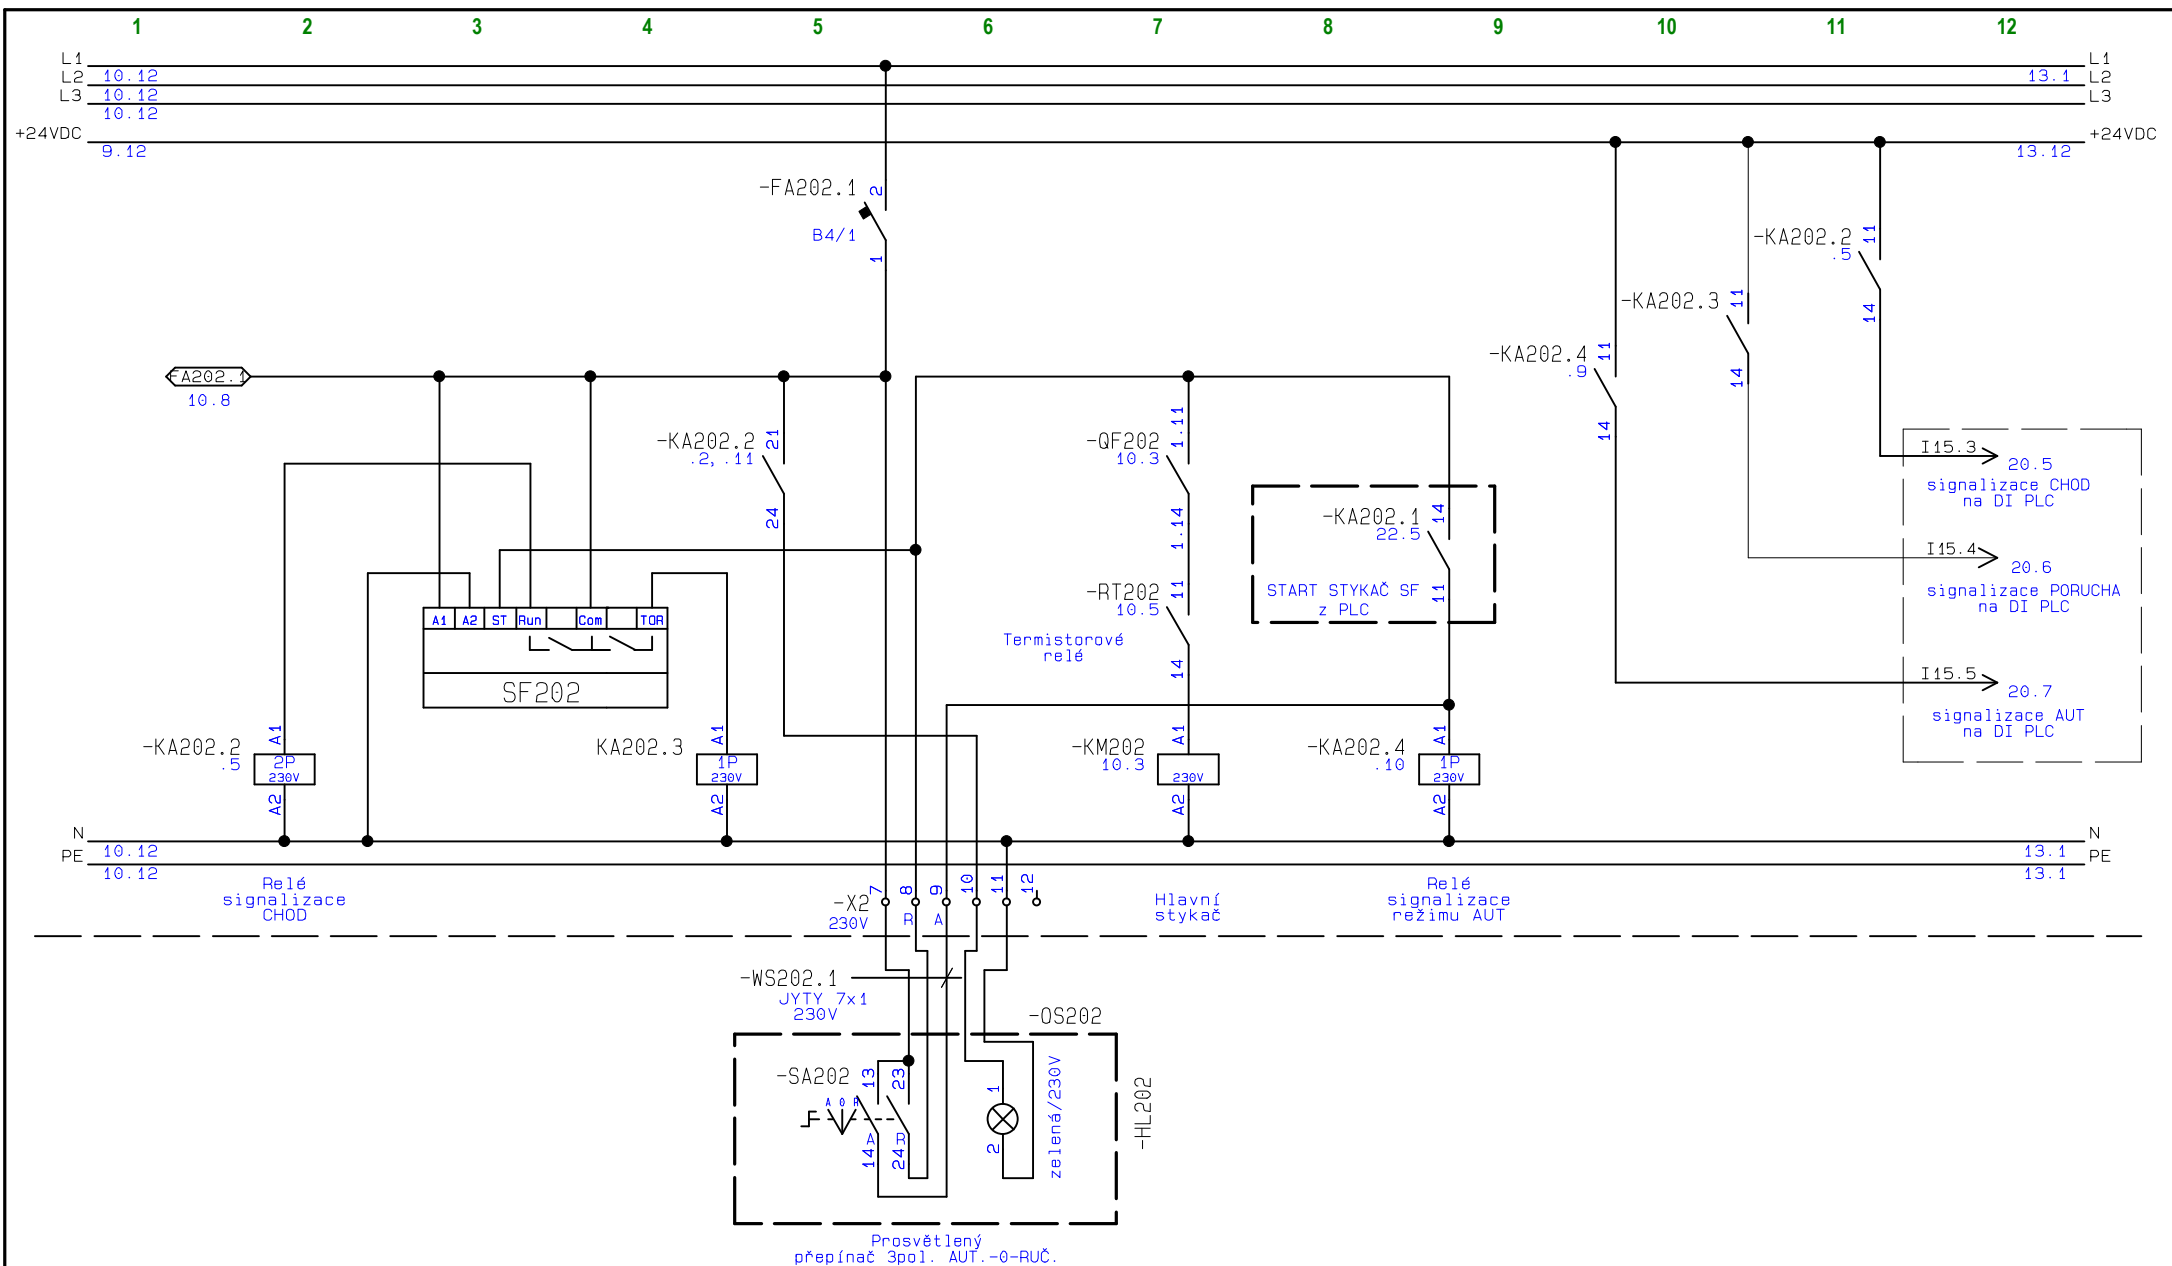 1 2 3 4 5 6 7 8 9 10 11 12
L1 L1
L2 10.12 13.1 L2
L3 10.12 L3
10.12
+24VDC +24VDC
9.12 13.12
-FA202.1 2
B4/1
1
-KA202.2 11
.5
14
-KA202.3 11
14
-KA202.4 11
.9
14
FA202.1
10.8
-KA202.2 21
.2, .11
24
-QF202 1.11
10.3
1.14
-KA202.1 14
22.5
START STYKAČ SF 11
z PLC
-RT202 11
10.5
Termistorové
relé
14
I15.3 20.5
signalizace CHOD
na DI PLC
I15.4 20.6
signalizace PORUCHA
na DI PLC
I15.5 20.7
signalizace AUT
na DI PLC
A1 A2 ST Run Com TOR
SF202
-KA202.2 A1
.5 2P
230V
A2
KA202.3 A1
1P
230V
A2
-KM202 A1
10.3
230V
A2
-KA202.4 A1
.10 1P
230V
A2
N N
10.12 13.1
PE PE
10.12 13.1
Relé
signalizace
CHOD
-X2 7 8 9 10 11 12
230V R A
Hlavní
stykač
Relé
signalizace
režimu AUT
-WS202.1
JYTY 7x1
230V
-OS202
-SA202 13 23
A 0 R
A R
14 24
1
2
zelená/230V
-HL202
Prosvětlený
přepínač 3pol. AUT.-0-RUČ.